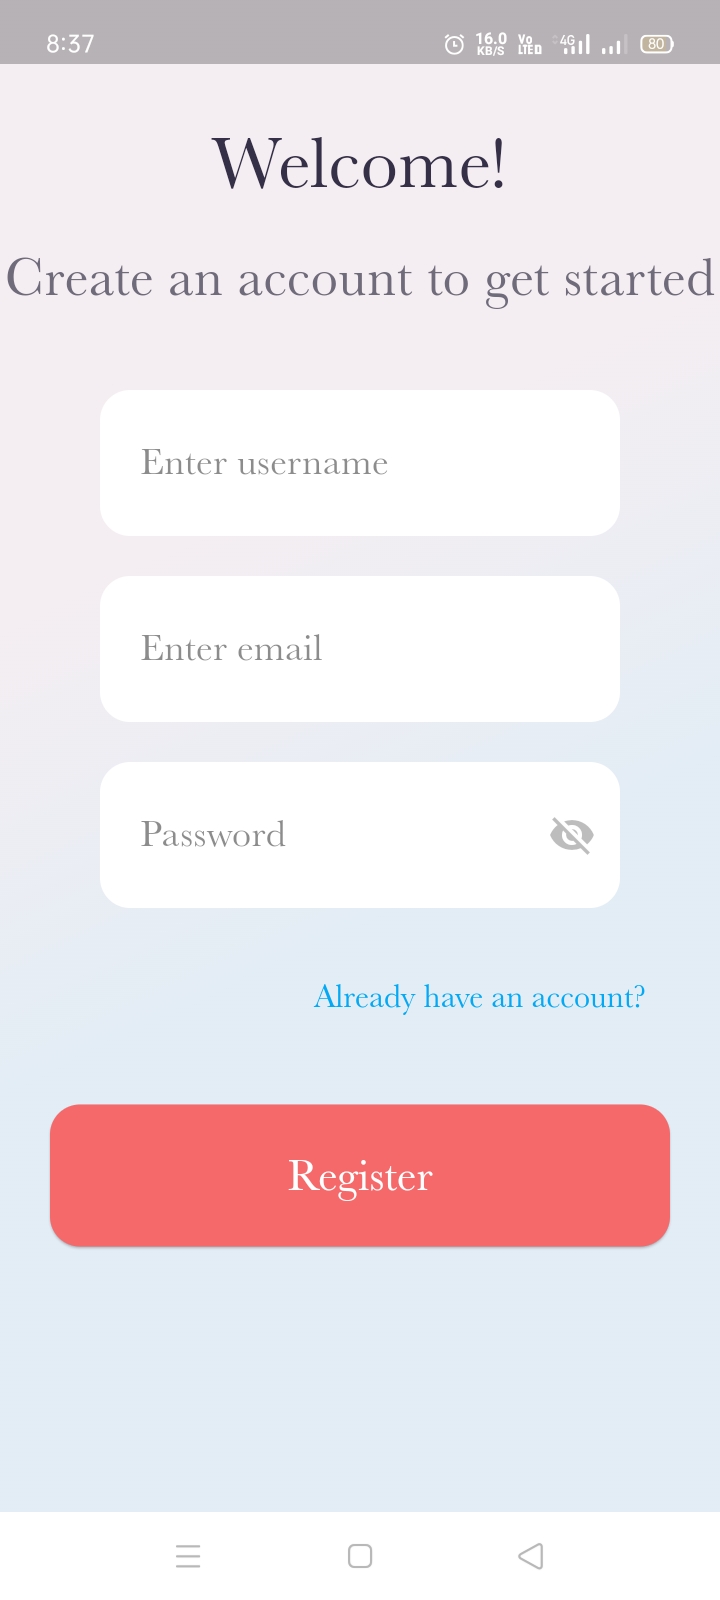 8:37 16.0 KB/S Vo LTE 4G 80
Welcome!
Create an account to get started
Enter username
Enter email
Password
Already have an account?
Register